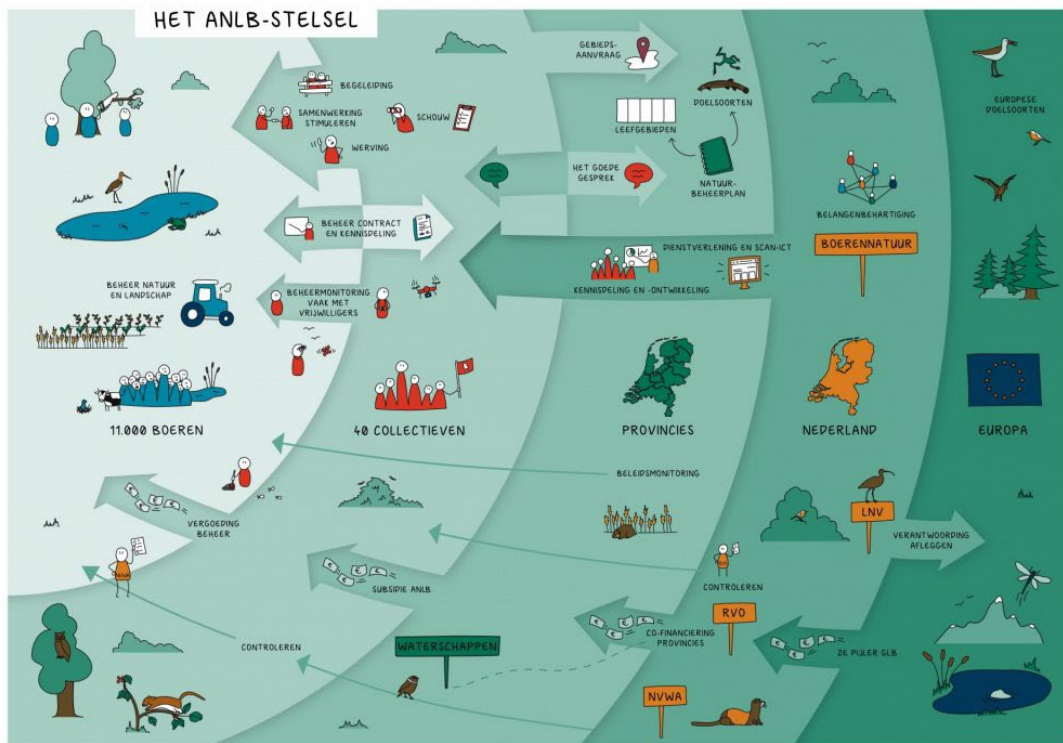 HET ANLB-STELSEL
GEBIEDS-
AANVRAAG
DOELSOORTEN
EUROPESE
DOELSOORTEN
BEGELEIDING
SAMENWERKING
STIMULEREN
SCHOUW
WERVING
LEEFGEBIEDEN
HET GOEDE
GESPREK
NATUUR-
BEHEERPLAN
BELANGENBEHARTIGING
BEHEER CONTRACT
EN KENNISDELING
DIENSTVERLENING EN SCAN-ICT
BOERENNATUUR
KENNISDELING EN -ONTWIKKELING
BEHEER NATUUR
EN LANDSCHAP
BEHEERMONITORING
VAAK MET
VRIJWILLIGERS
11.000 BOEREN
40 COLLECTIEVEN
PROVINCIES
NEDERLAND
EUROPA
BELEIDSMONITORING
VERGOEDING
BEHEER
LNV
VERANTWOORDING
AFLEGGEN
NVWA
SUBSIDIE ANLB
CONTROLEREN
RVO
CONTROLEREN
WATERSCHAPPEN
CO-FINANCIERING
PROVINCIES
2E PIJLER GLB
NVWA